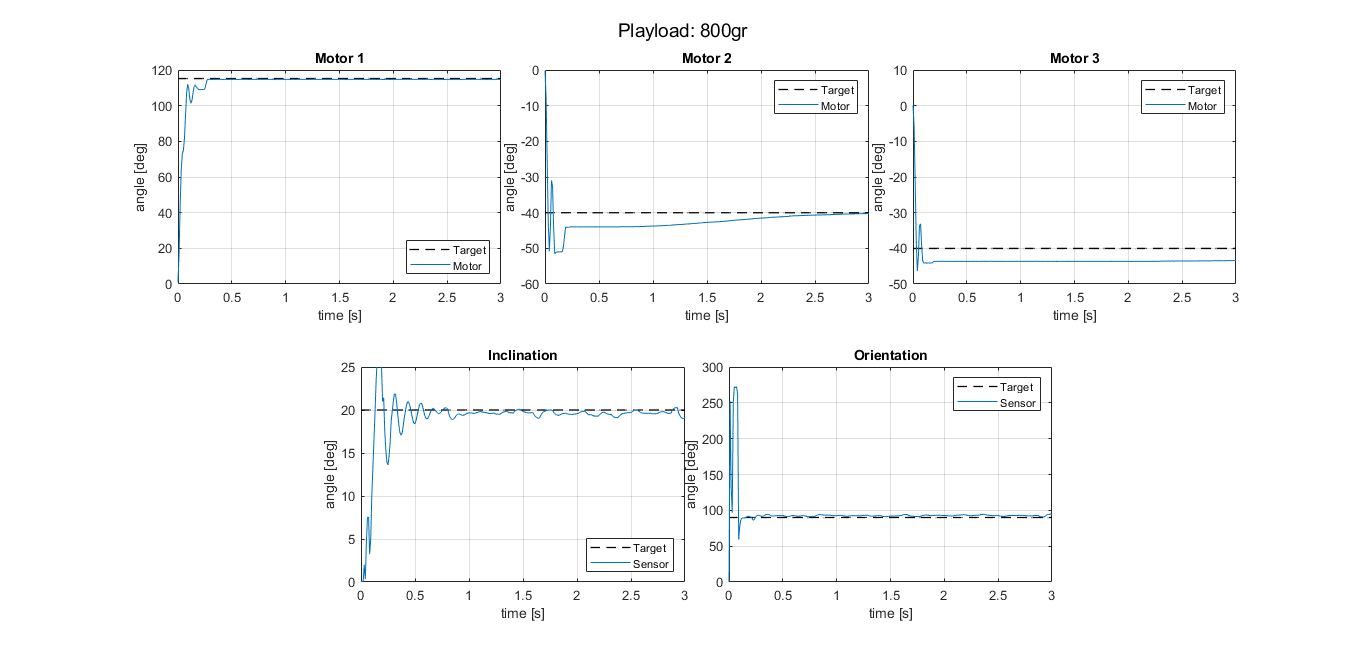 Playload: 800gr
Motor 1
angle [deg]
120
100
80
60
40
20
0
Target
Motor
0 0.5 1 1.5 2 2.5 3
time [s]
Motor 2
angle [deg]
0
-10
-20
-30
-40
-50
-60
Target
Motor
0 0.5 1 1.5 2 2.5 3
time [s]
Motor 3
angle [deg]
10
0
-10
-20
-30
-40
-50
Target
Motor
0 0.5 1 1.5 2 2.5 3
time [s]
Inclination
angle [deg]
25
20
15
10
5
0
Target
Sensor
0 0.5 1 1.5 2 2.5 3
time [s]
Orientation
angle [deg]
300
250
200
150
100
50
0
Target
Sensor
0 0.5 1 1.5 2 2.5 3
time [s]